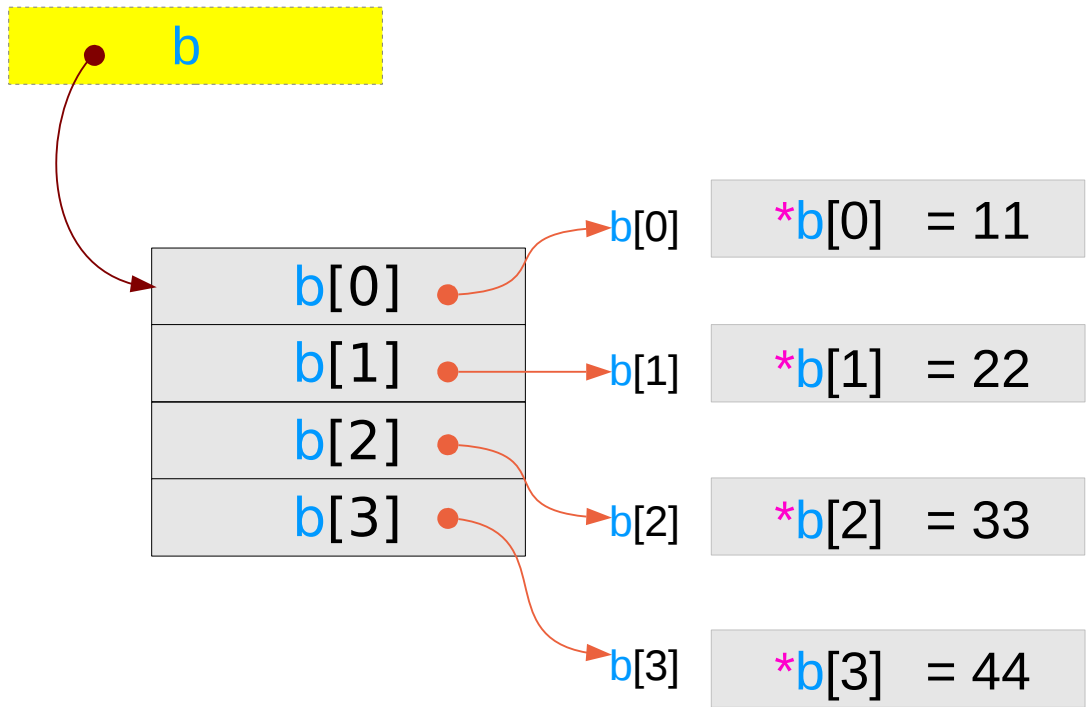 b
b[0]
b[1]
b[2]
b[3]
b[0] *b[0] = 11
b[1] *b[1] = 22
b[2] *b[2] = 33
b[3] *b[3] = 44